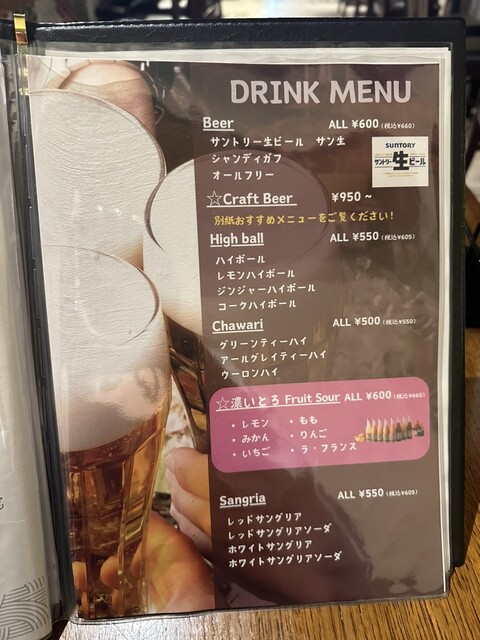 DRINK MENU
Beer ALL ¥600(税込¥660)
サントリー生ビール サン生
シャンディガフ
オールフリー
SUNTORY
サントリー生ビール
☆Craft Beer ¥950～
別紙おすすめメニューをご覧ください!
High ball ALL ¥550(税込¥605)
ハイボール
レモンハイボール
ジンジャーハイボール
コークハイボール
Chawari ALL ¥500(税込¥550)
グリーンティーハイ
アールグレイティーハイ
ウーロンハイ
☆濃いとろ Fruit Sour ALL ¥600(税込¥660)
・レモン ・もも
・みかん ・りんご
・いちご ・ラ・フランス
Sangria ALL ¥550(税込¥605)
レッドサングリア
レッドサングリアソーダ
ホワイトサングリア
ホワイトサングリアソーダ